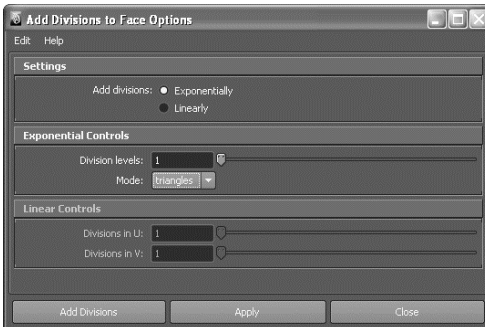 Add Divisions to Face Options
Edit Help
Settings
Add divisions: Exponentially
Linearly
Exponential Controls
Division levels: 1
Mode: triangles
Linear Controls
Divisions in U: 1
Divisions in V: 1
Add Divisions Apply Close